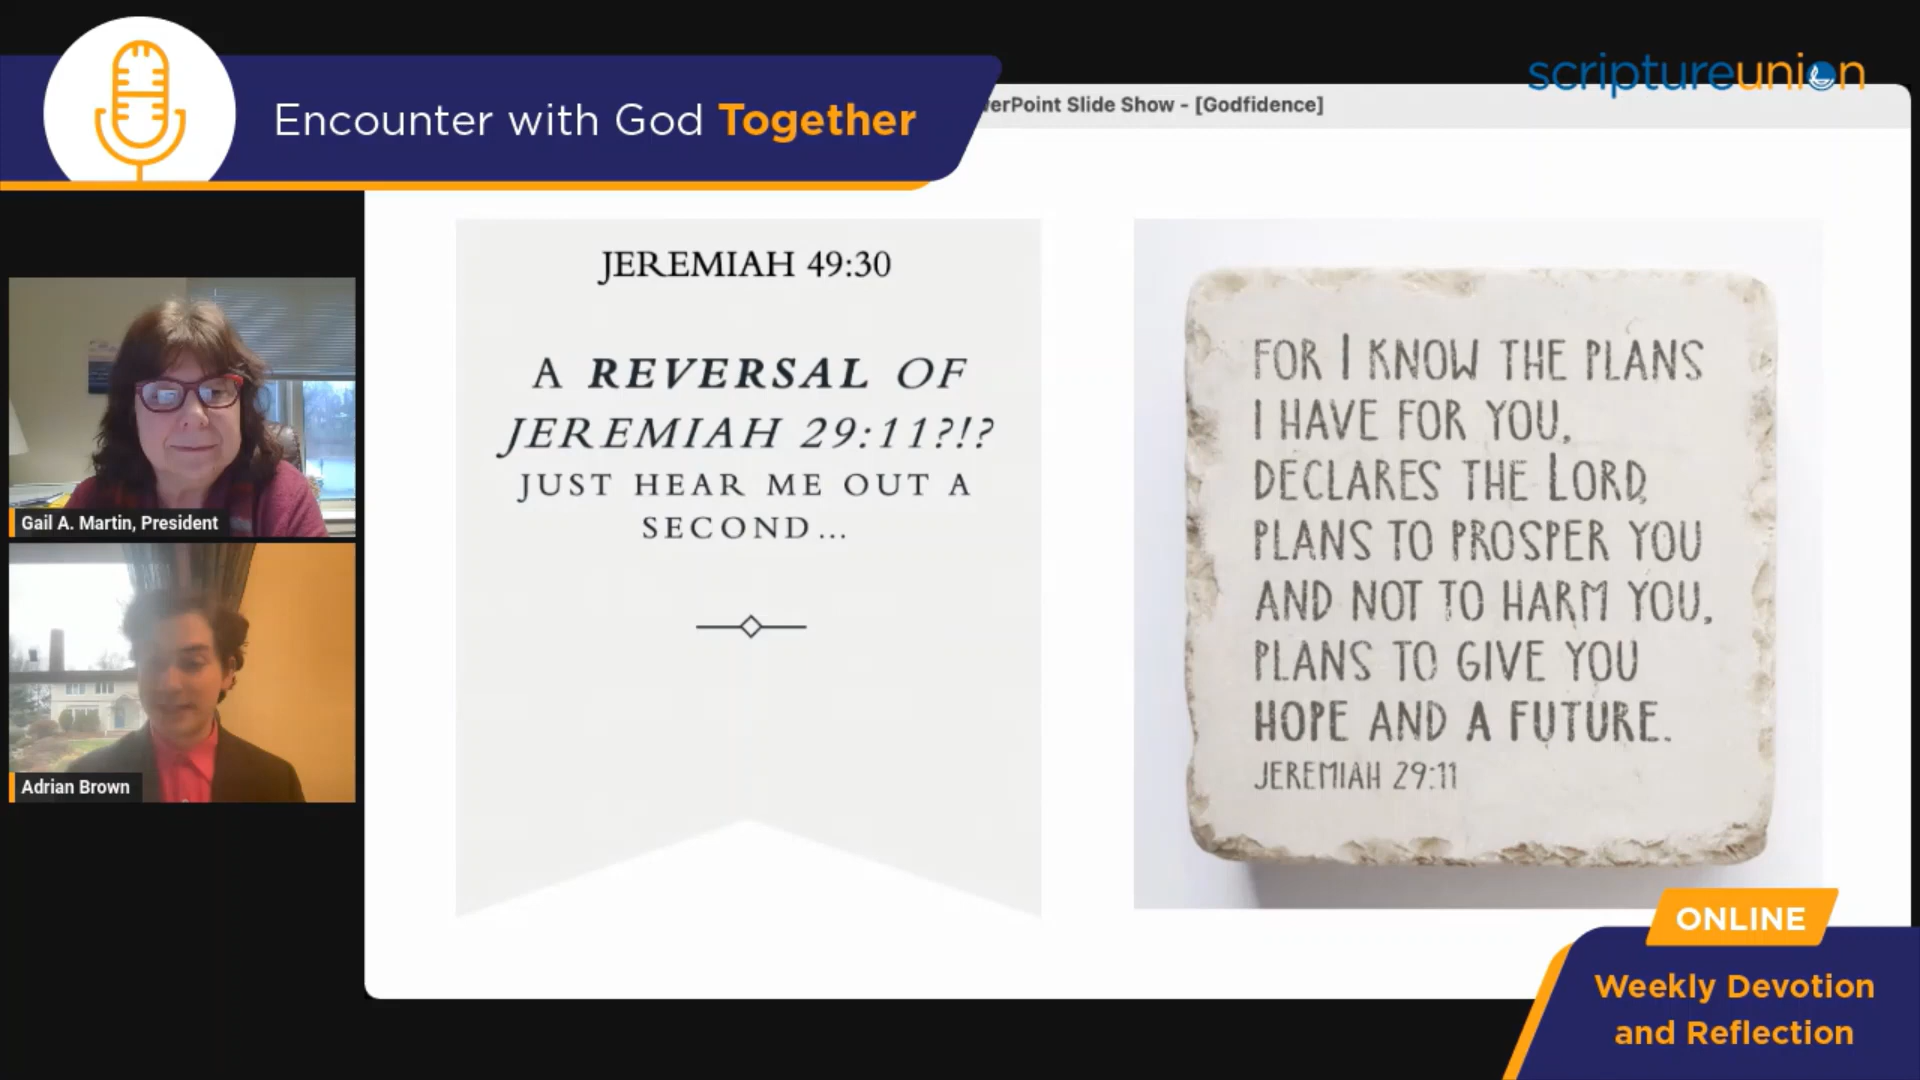 Encounter with God Together
scriptureunion
PowerPoint Slide Show - [Godfidence]
JEREMIAH 49:30
A REVERSAL OF
JEREMIAH 29:11?!?
JUST HEAR ME OUT A
SECOND...
FOR I KNOW THE PLANS
I HAVE FOR YOU,
DECLARES THE LORD,
PLANS TO PROSPER YOU
AND NOT TO HARM YOU,
PLANS TO GIVE YOU
HOPE AND A FUTURE.
JEREMIAH 29:11
Gail A. Martin, President
Adrian Brown
ONLINE
Weekly Devotion
and Reflection